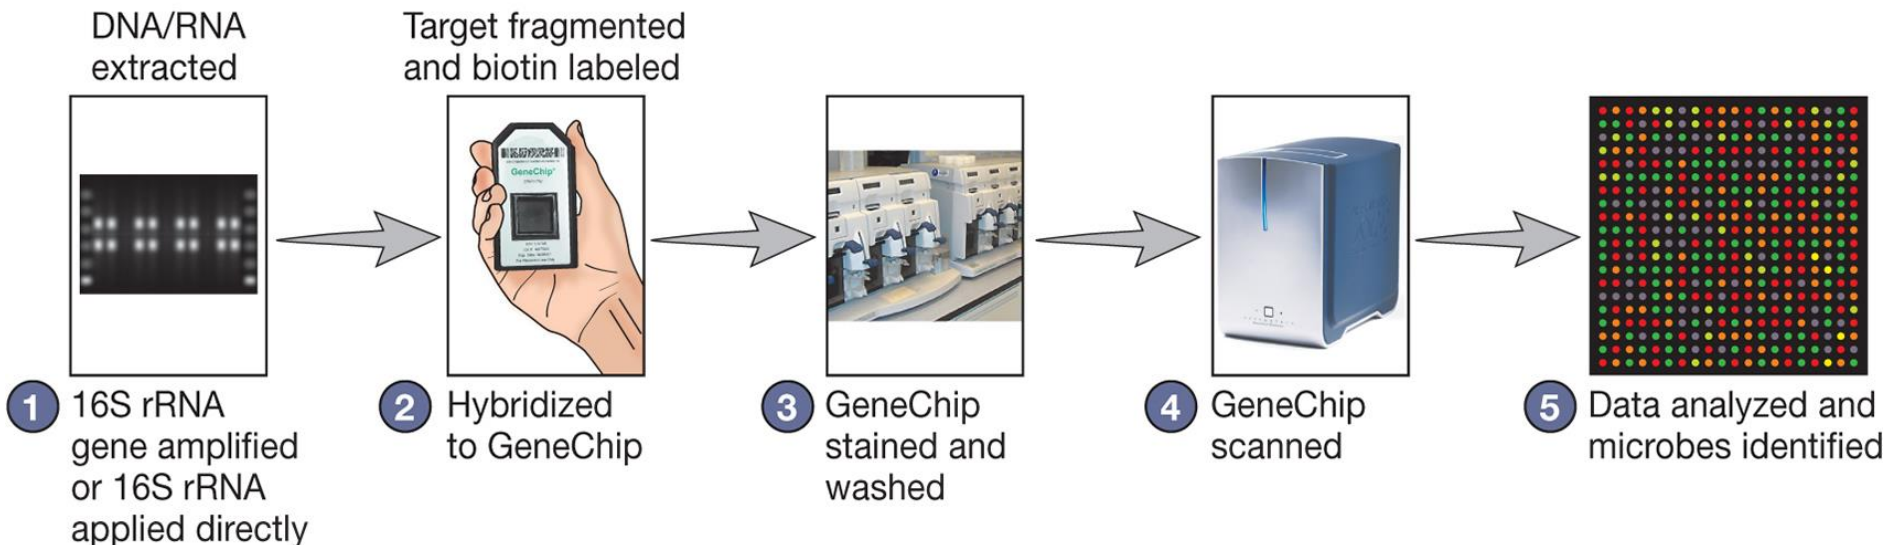 DNA/RNA
extracted
Target fragmented
and biotin labeled
GeneChip
1
16S rRNA
gene amplified
or 16S rRNA
applied directly
2
Hybridized
to GeneChip
3
GeneChip
stained and
washed
4
GeneChip
scanned
5
Data analyzed and
microbes identified